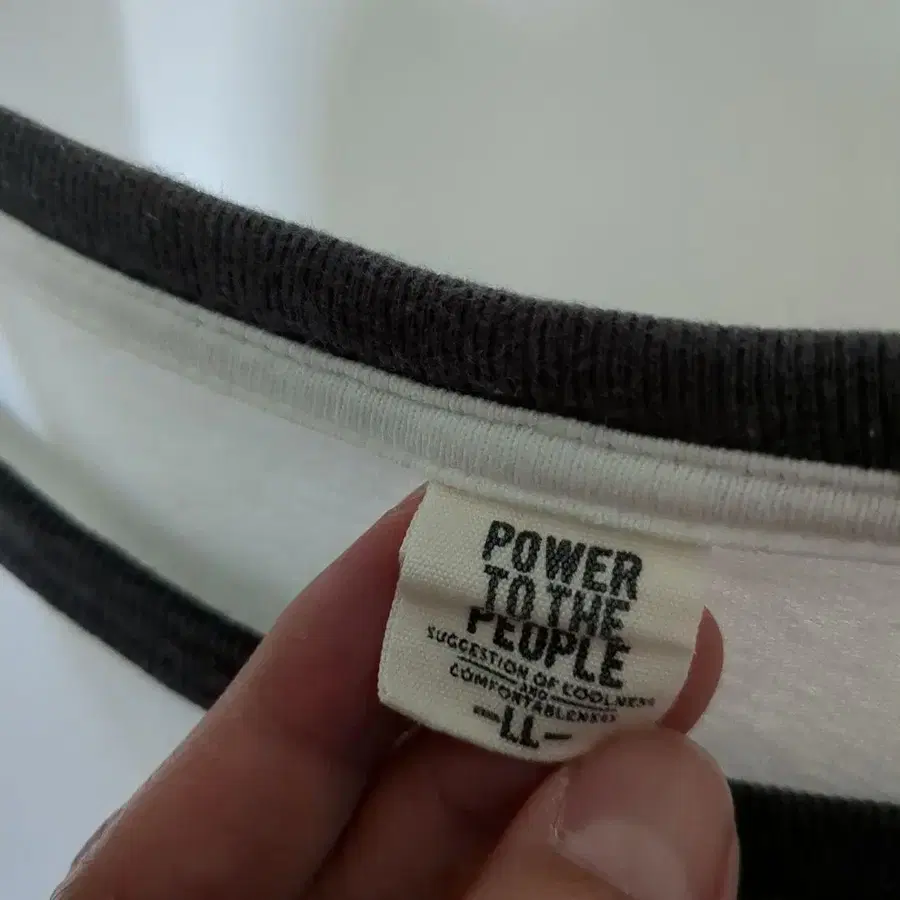 POWER
TO THE
PEOPLE
SUGGESTION OF COOLNESS
AND
COMFORTABLENESS
LL